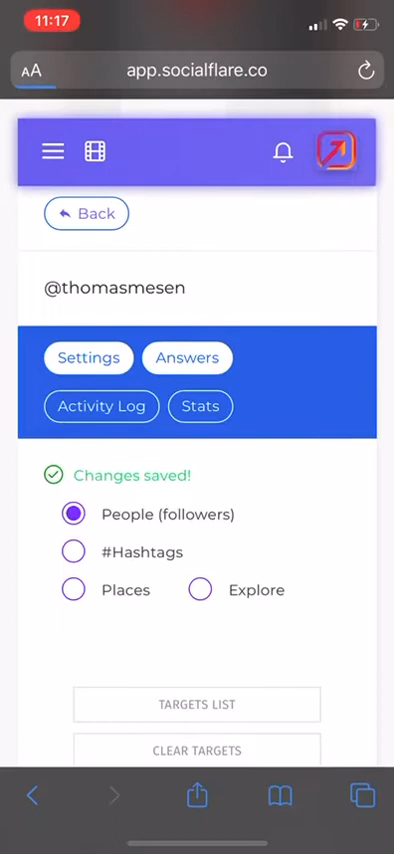 11:17
AA
app.socialflare.co
Back
@thomasmesen
Settings Answers
Activity Log Stats
Changes saved!
People (followers)
#Hashtags
Places Explore
TARGETS LIST
CLEAR TARGETS